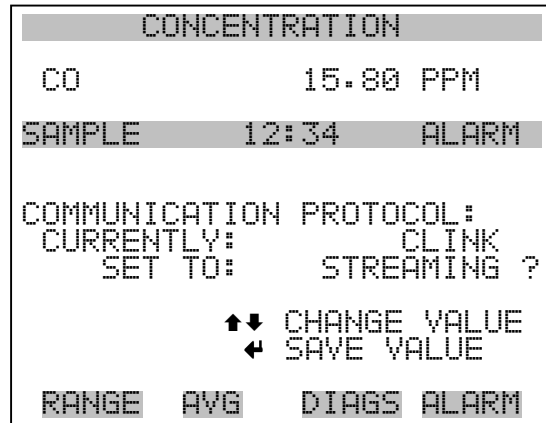 CONCENTRATION
CO 15.80 PPM
SAMPLE 12:34 ALARM
COMMUNICATION PROTOCOL:
CURRENTLY: CLINK
SET TO: STREAMING ?
CHANGE VALUE
SAVE VALUE
RANGE AVG DIAGS ALARM